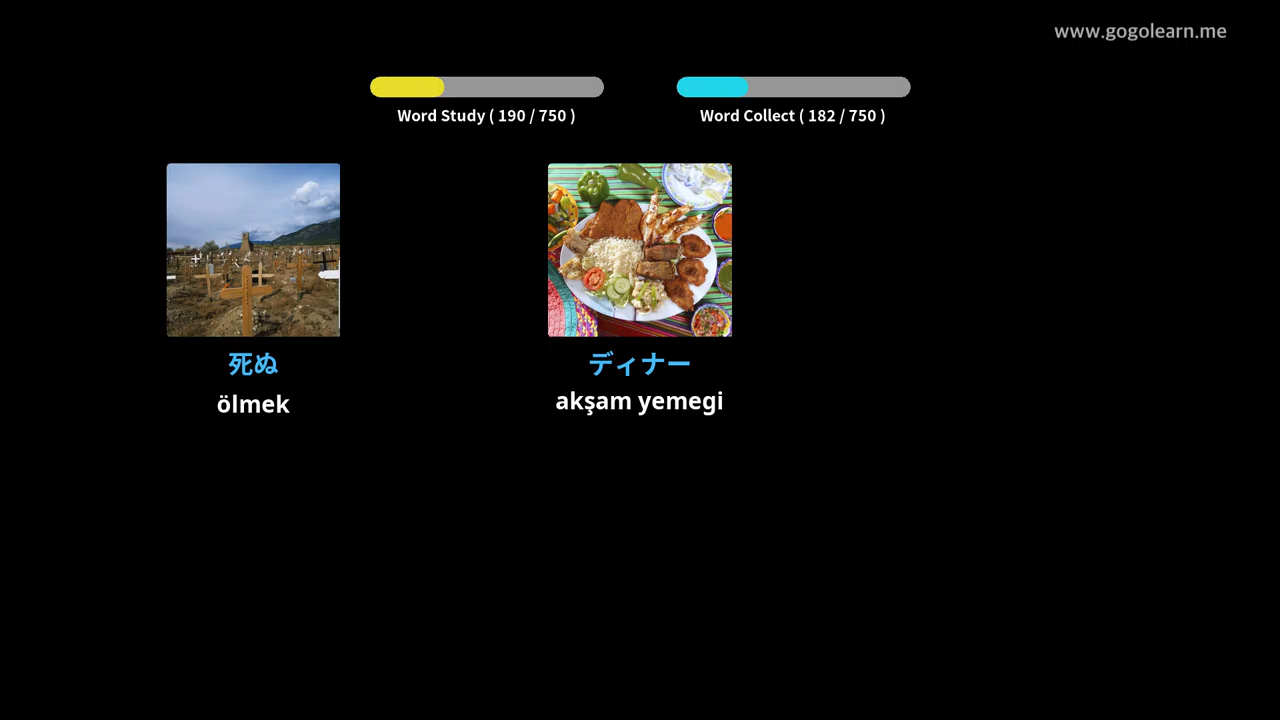 www.gogolearn.me
Word Study ( 190 / 750 )
Word Collect ( 182 / 750 )
死ぬ
ölmek
ディナー
akşam yemegi